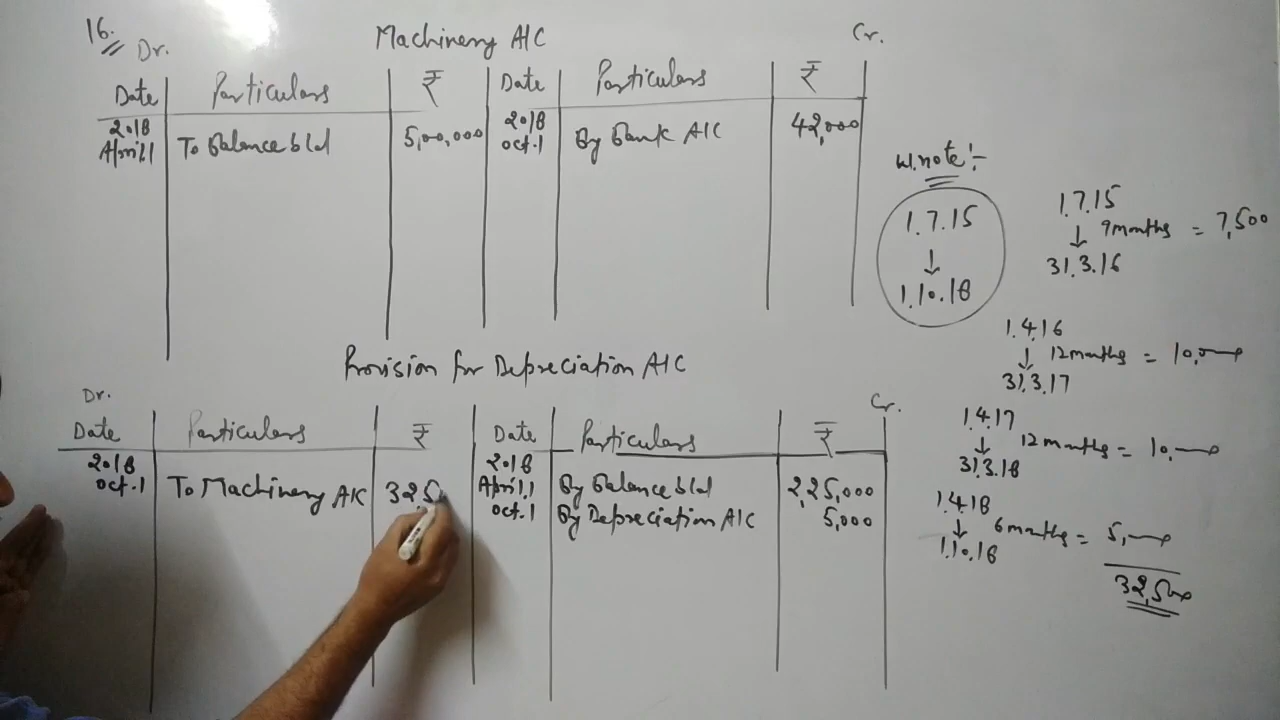 16.
Dr. Machinery A/C Cr.
Date Particulars ₹ Date Particulars ₹
2018 2018
April.1 To Balance b/d 5,00,000 Oct.1 By Bank A/C 42,000
W.note:-
1.7.15
↓
1.10.18
1.7.15
↓ 9 months = 7,500
31.3.16
1.4.16
↓ 12 months = 10,000
31.3.17
1.4.17
↓ 12 months = 10,000
31.3.18
1.4.18
↓ 6 months = 5,000
1.10.18
32,500
Provision for Depreciation A/C
Dr. Cr.
Date Particulars ₹ Date Particulars ₹
2018 2018
Oct.1 To Machinery A/C 32,5 April.1 By Balance b/d 2,25,000
Oct.1 By Depreciation A/C 5,000